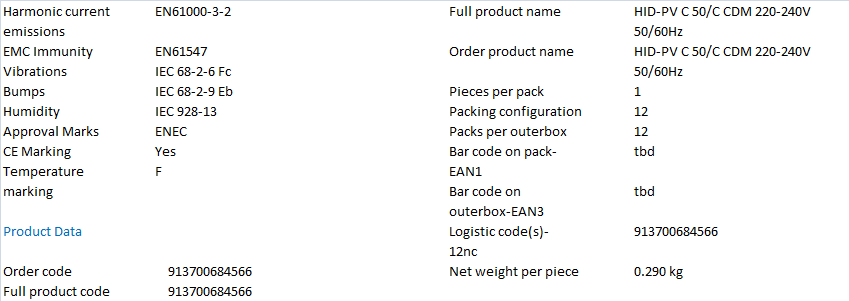 Harmonic current EN61000-3-2
emissions
EMC Immunity EN61547
Vibrations IEC 68-2-6 Fc
Bumps IEC 68-2-9 Eb
Humidity IEC 928-13
Approval Marks ENEC
CE Marking Yes
Temperature F
marking
Product Data
Order code 913700684566
Full product code 913700684566
Full product name HID-PV C 50/C CDM 220-240V
50/60Hz
Order product name HID-PV C 50/C CDM 220-240V
50/60Hz
Pieces per pack 1
Packing configuration 12
Packs per outerbox 12
Bar code on pack- tbd
EAN1
Bar code on tbd
outerbox-EAN3
Logistic code(s)- 913700684566
12nc
Net weight per piece 0.290 kg